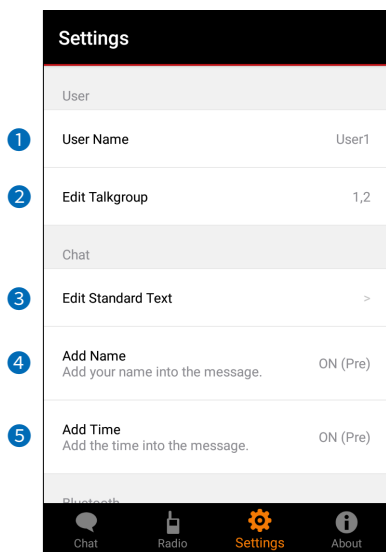 Settings
User
1 User Name User1
2 Edit Talkgroup 1,2
Chat
3 Edit Standard Text >
4 Add Name ON (Pre)
Add your name into the message.
5 Add Time ON (Pre)
Add the time into the message.
Bluetooth
Chat Radio Settings About